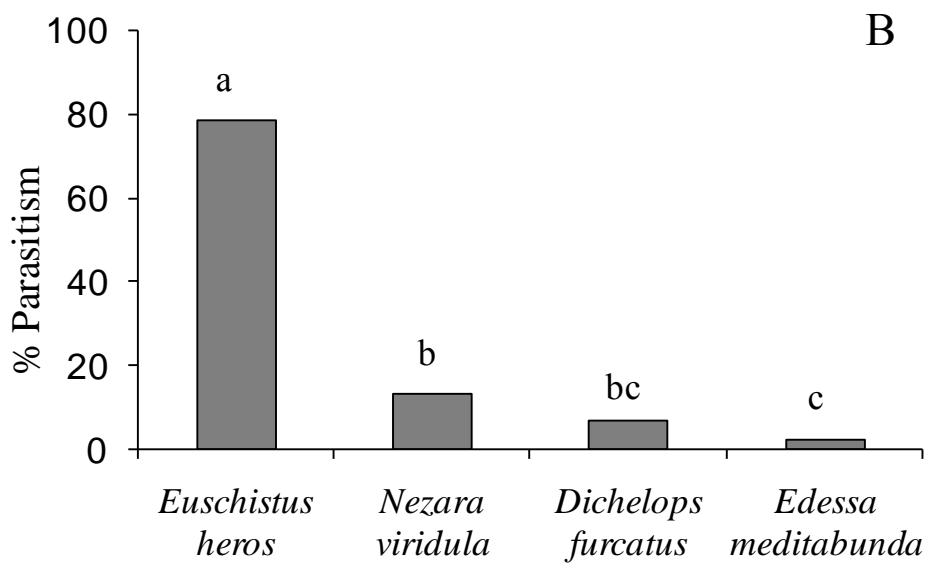 B
100
80
60
40
20
0
% Parasitism
a
b
bc
c
Euschistus
heros
Nezara
viridula
Dichelops
furcatus
Edessa
meditabunda